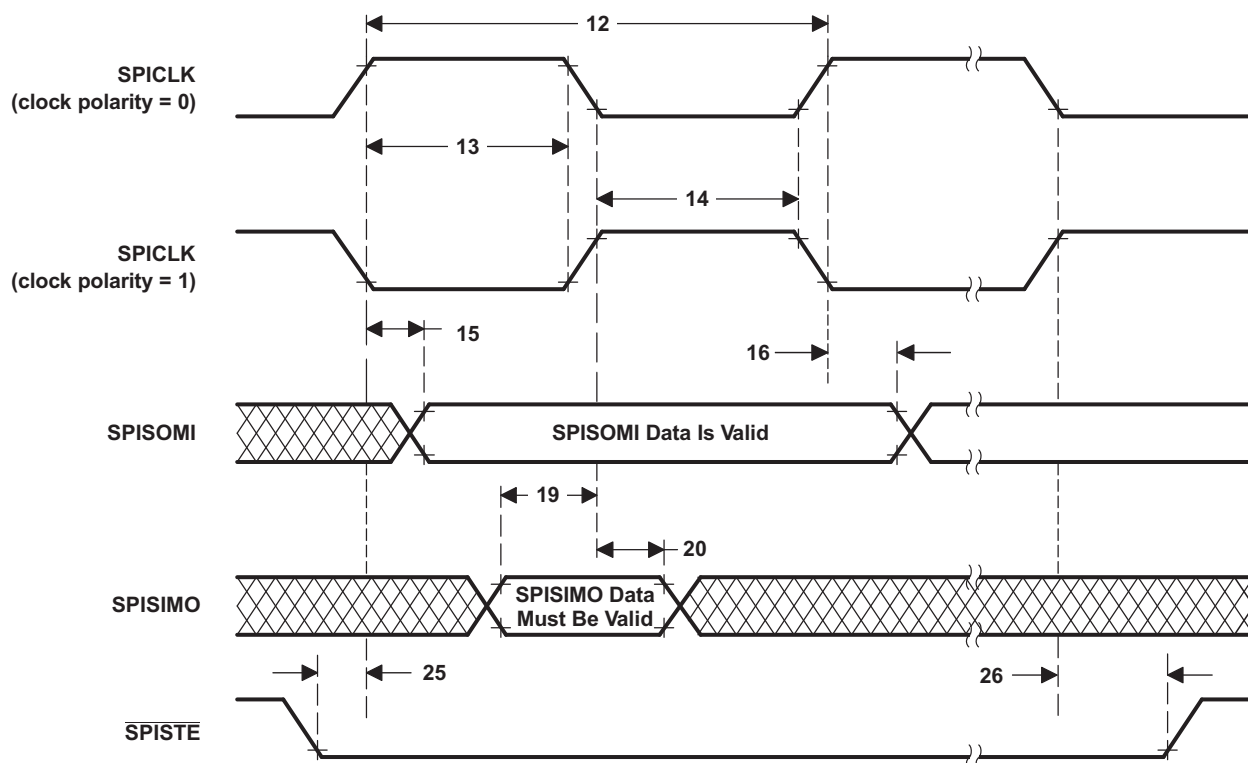 12
SPICLK
(clock polarity = 0)
13
14
SPICLK
(clock polarity = 1)
15
16
SPISOMI
SPISOMI Data Is Valid
19
20
SPISIMO
SPISIMO Data
Must Be Valid
25
26
SPISTE